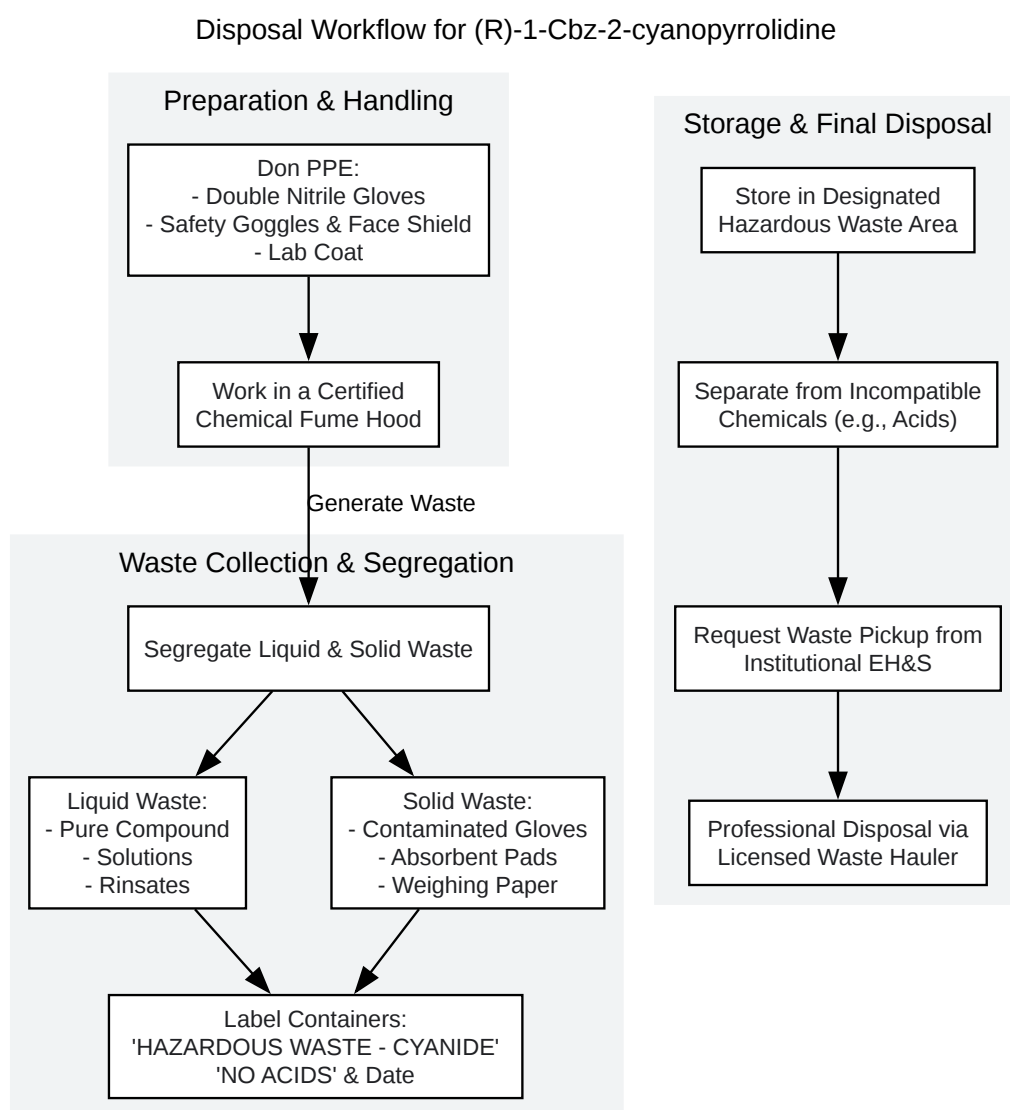 Disposal Workflow for (R)-1-Cbz-2-cyanopyrrolidine
Preparation & Handling
Don PPE:
- Double Nitrile Gloves
- Safety Goggles & Face Shield
- Lab Coat
Work in a Certified
Chemical Fume Hood
Generate Waste
Waste Collection & Segregation
Segregate Liquid & Solid Waste
Liquid Waste:
- Pure Compound
- Solutions
- Rinsates
Solid Waste:
- Contaminated Gloves
- Absorbent Pads
- Weighing Paper
Label Containers:
'HAZARDOUS WASTE - CYANIDE'
'NO ACIDS' & Date
Storage & Final Disposal
Store in Designated
Hazardous Waste Area
Separate from Incompatible
Chemicals (e.g., Acids)
Request Waste Pickup from
Institutional EH&S
Professional Disposal via
Licensed Waste Hauler